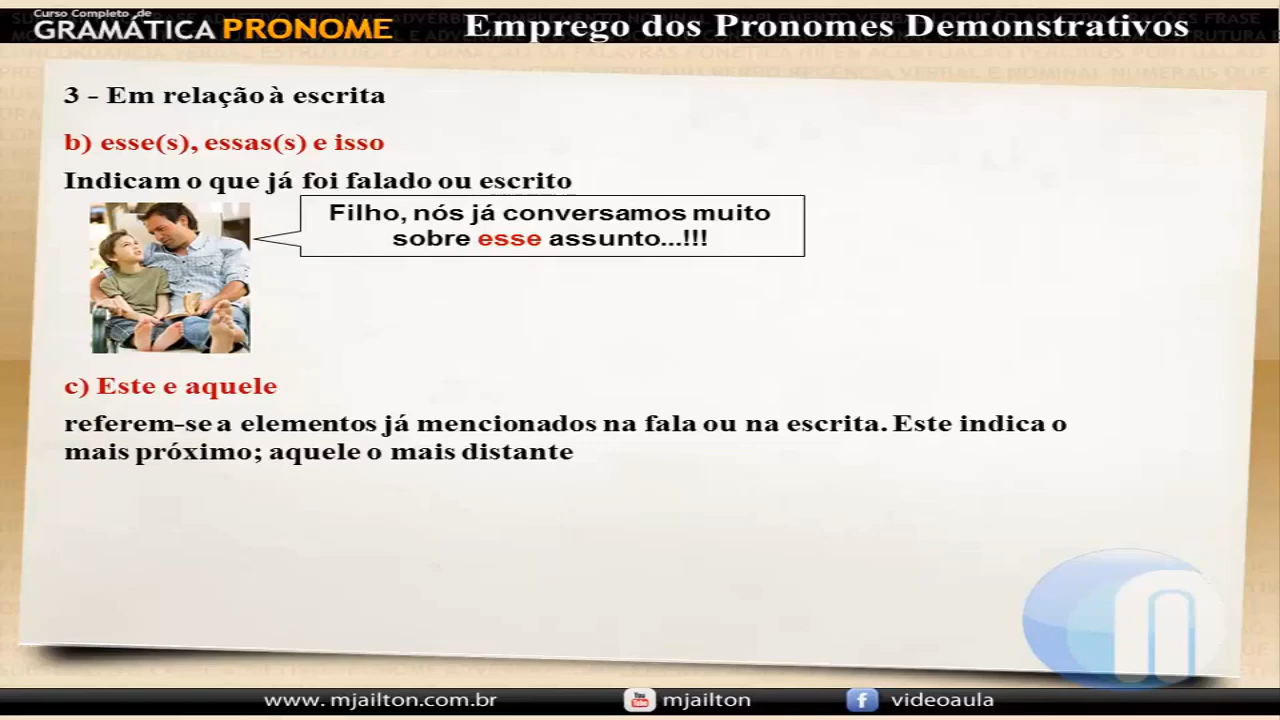 Curso Completo de
GRAMÁTICA PRONOME
Emprego dos Pronomes Demonstrativos
3 - Em relação à escrita
b) esse(s), essas(s) e isso
Indicam o que já foi falado ou escrito
Filho, nós já conversamos muito
sobre esse assunto...!!!
c) Este e aquele
referem-se a elementos já mencionados na fala ou na escrita. Este indica o
mais próximo; aquele o mais distante
www. mjailton.com.br
You
Tube
mjailton
f
videoaula